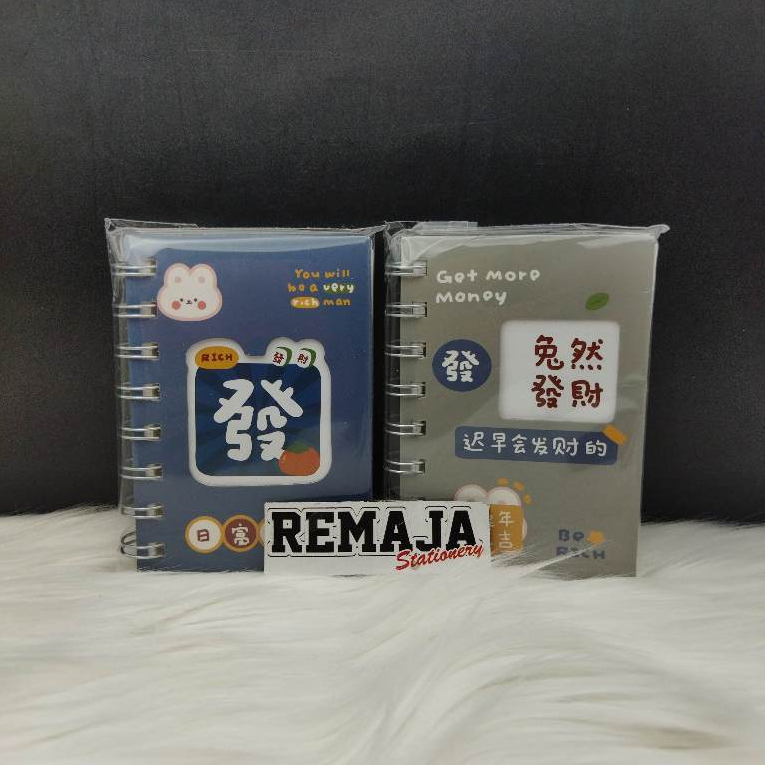 You will
be a very
rich man
RICH
發
財
發
日富
Get More
Money
發
兔然
發財
迟早会发财的
年
吉
Be
RICH
REMAJA
Stationery